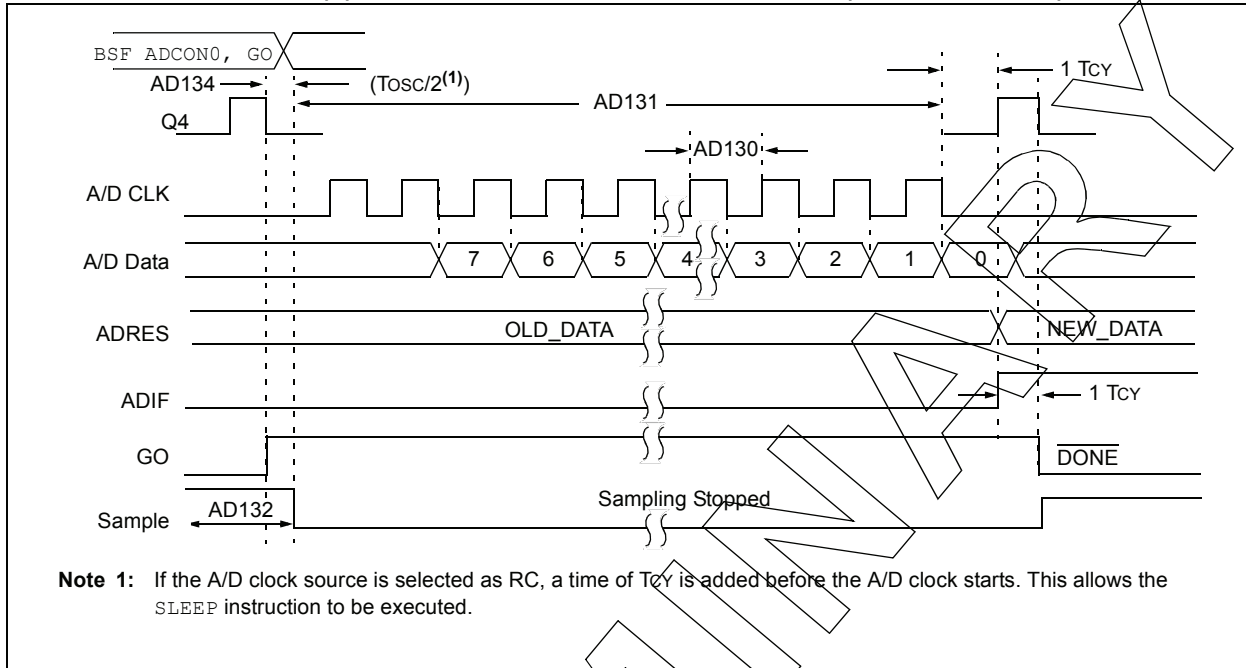 BSF ADCON0, GO
AD134
(TOSC/2(1))
1 TCY
AD131
Q4
AD130
A/D CLK
A/D Data
7 6 5 4 3 2 1 0
ADRES
OLD_DATA
NEW_DATA
ADIF
1 TCY
GO
DONE
Sampling Stopped
Sample
AD132
Note 1: If the A/D clock source is selected as RC, a time of TCY is added before the A/D clock starts. This allows the
SLEEP instruction to be executed.